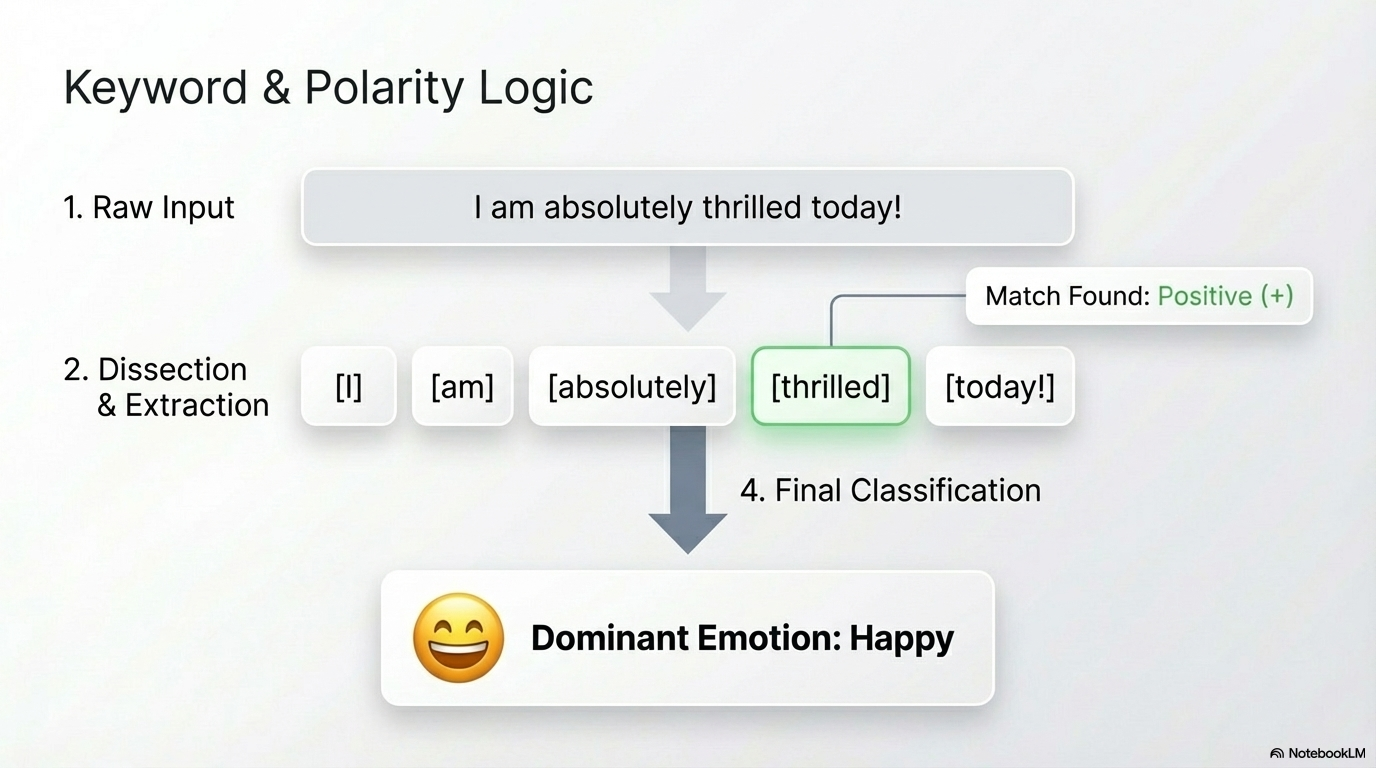 Keyword & Polarity Logic
1. Raw Input
I am absolutely thrilled today!
Match Found: Positive (+)
2. Dissection
& Extraction
[I] [am] [absolutely] [thrilled] [today!]
4. Final Classification
Dominant Emotion: Happy
NotebookLM